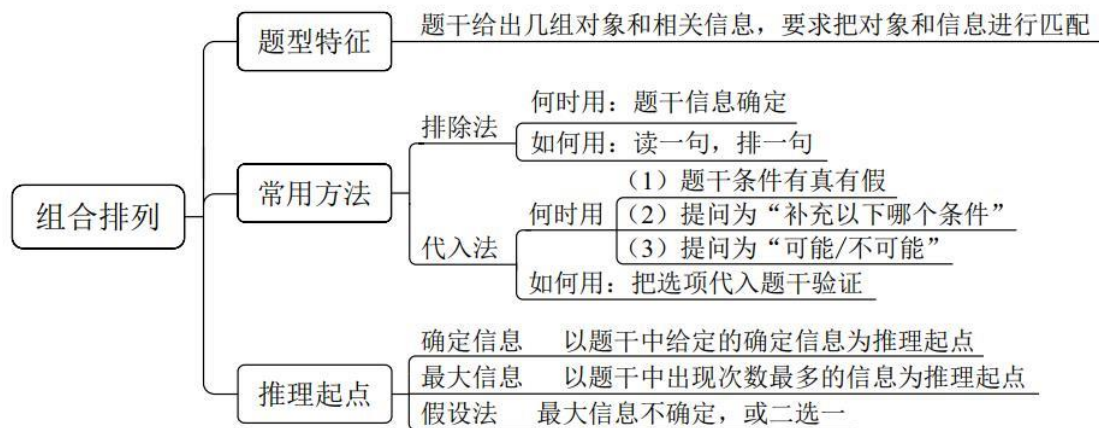 组合排列
题型特征
题干给出几组对象和相关信息，要求把对象和信息进行匹配
常用方法
排除法
何时用：题干信息确定
如何用：读一句，排一句
代入法
何时用
（1）题干条件有真有假
（2）提问为“补充以下哪个条件”
（3）提问为“可能/不可能”
如何用：把选项代入题干验证
推理起点
确定信息 以题干中给定的确定信息为推理起点
最大信息 以题干中出现次数最多的信息为推理起点
假设法 最大信息不确定，或二选一